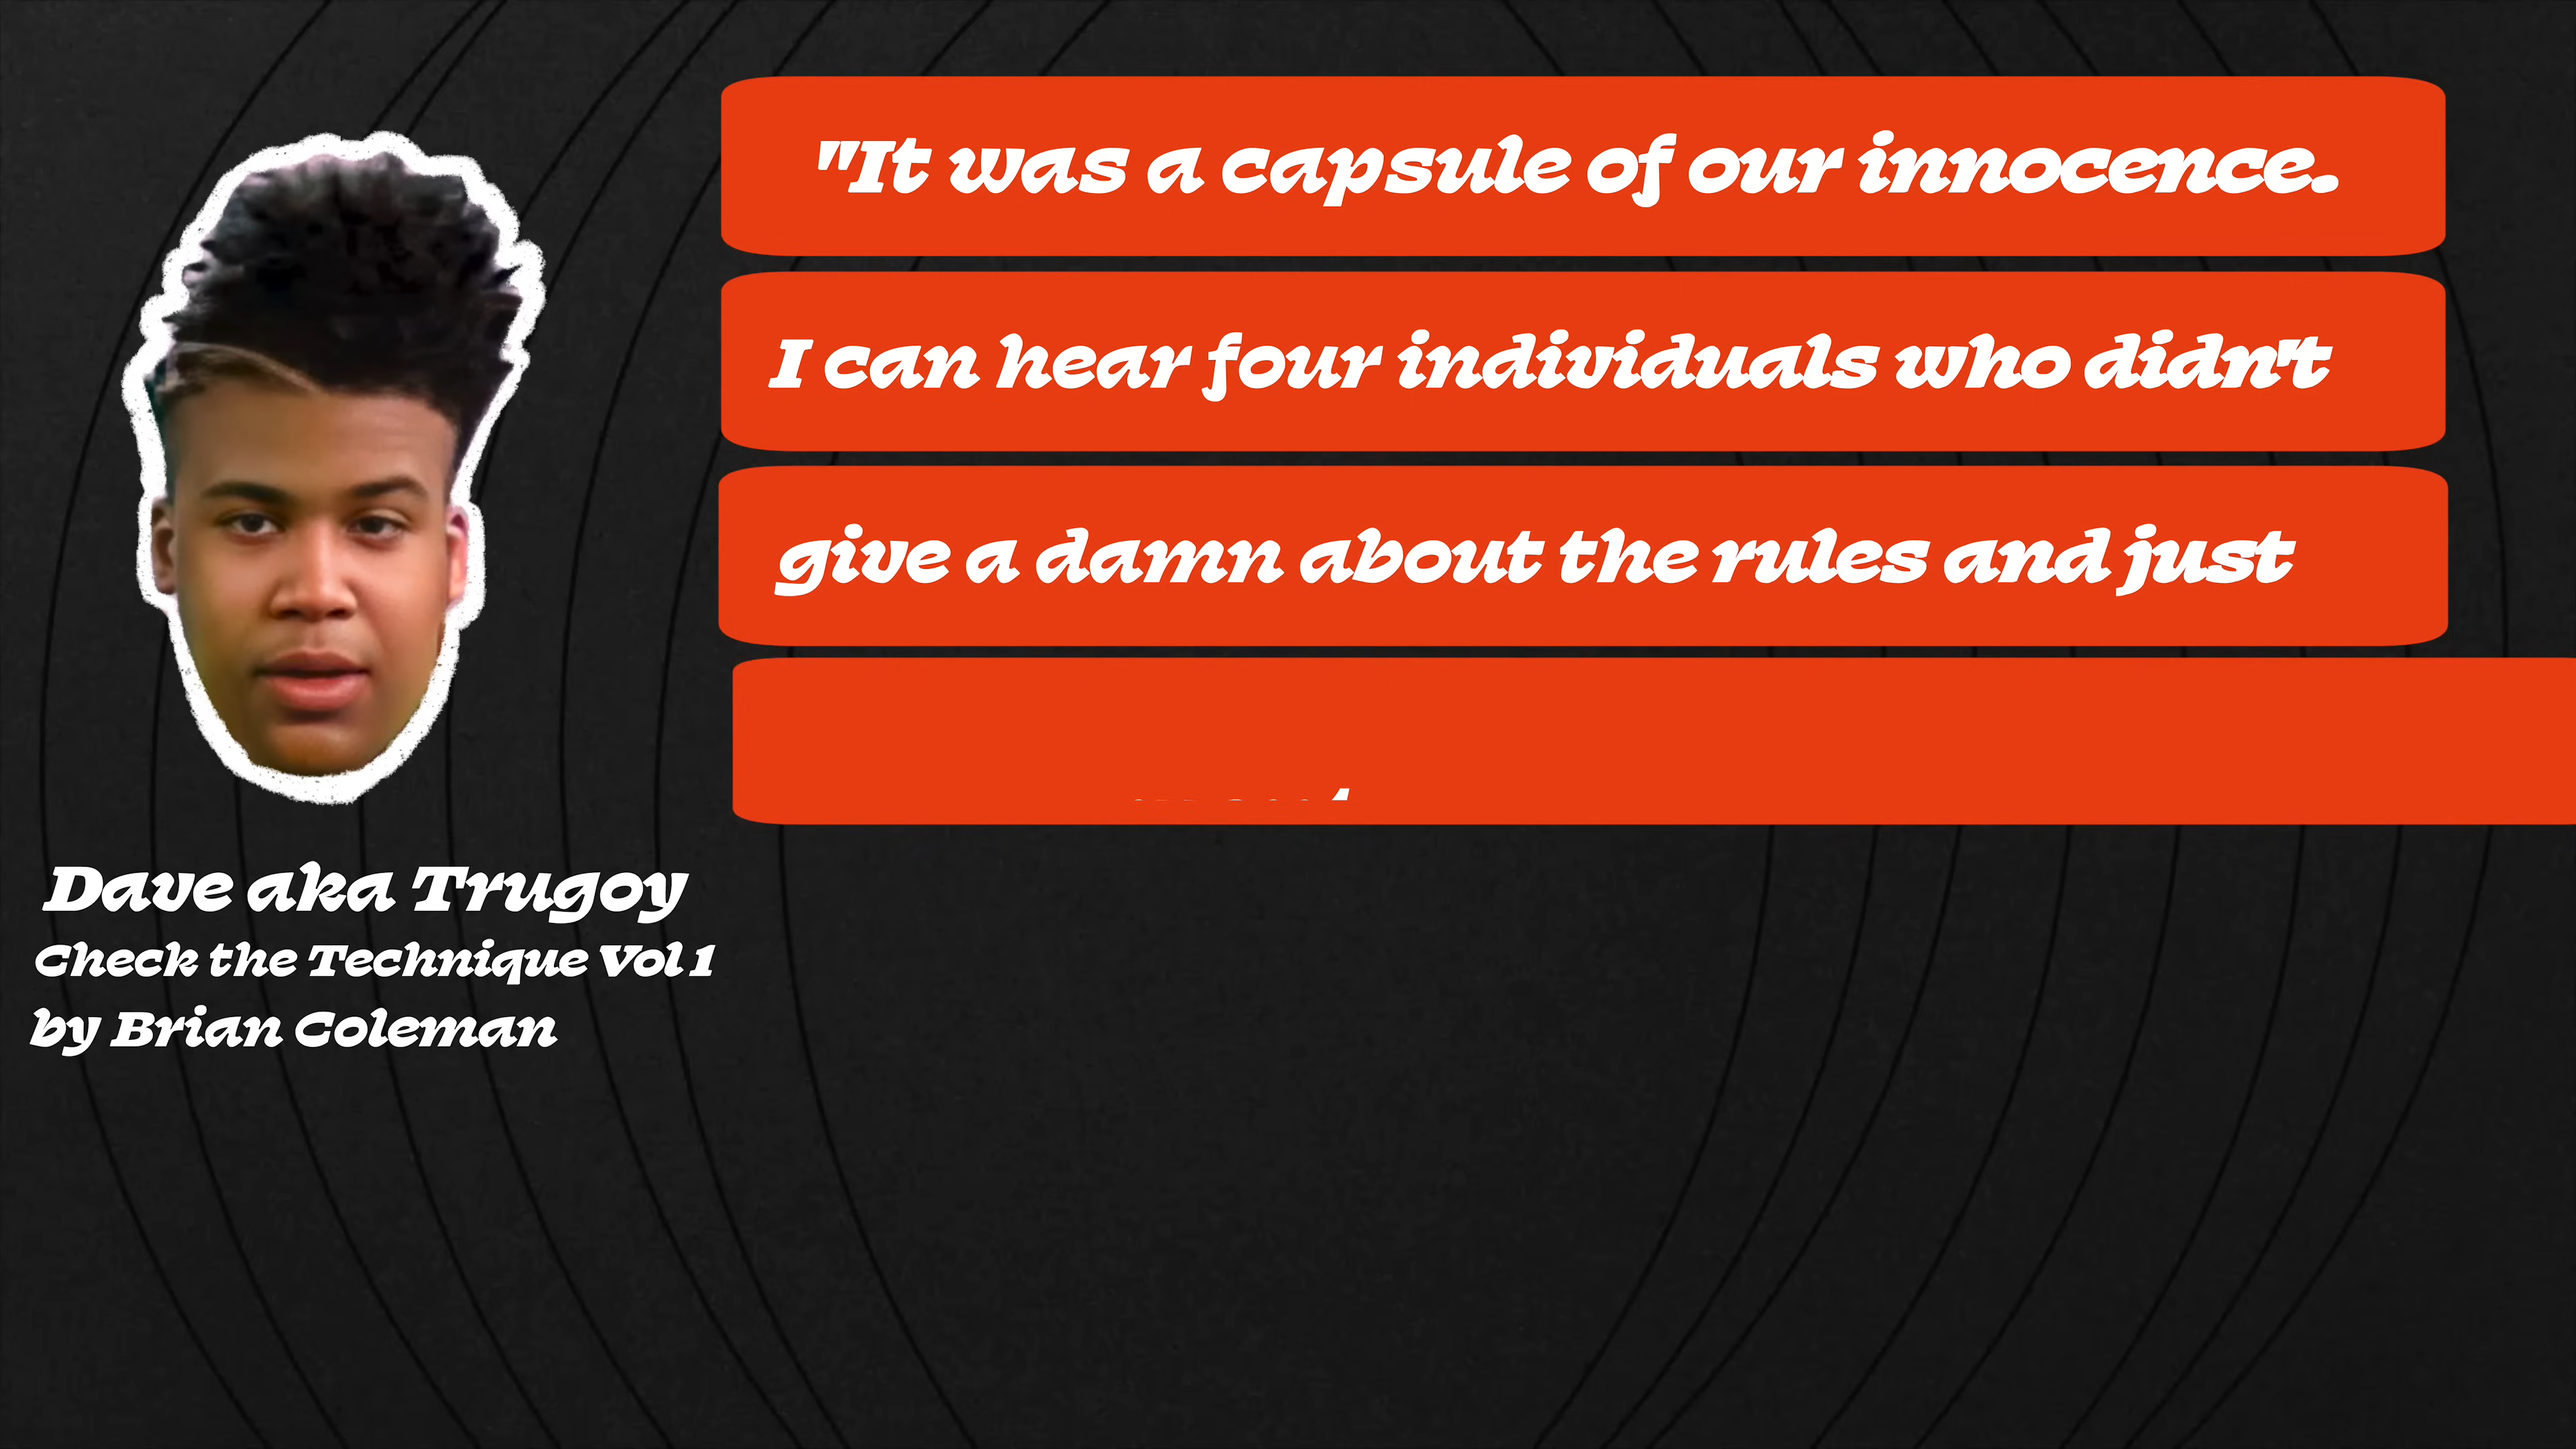 "It was a capsule of our innocence.
I can hear four individuals who didn't
give a damn about the rules and just
Dave aka Trugoy
Check the Technique Vol 1
by Brian Coleman